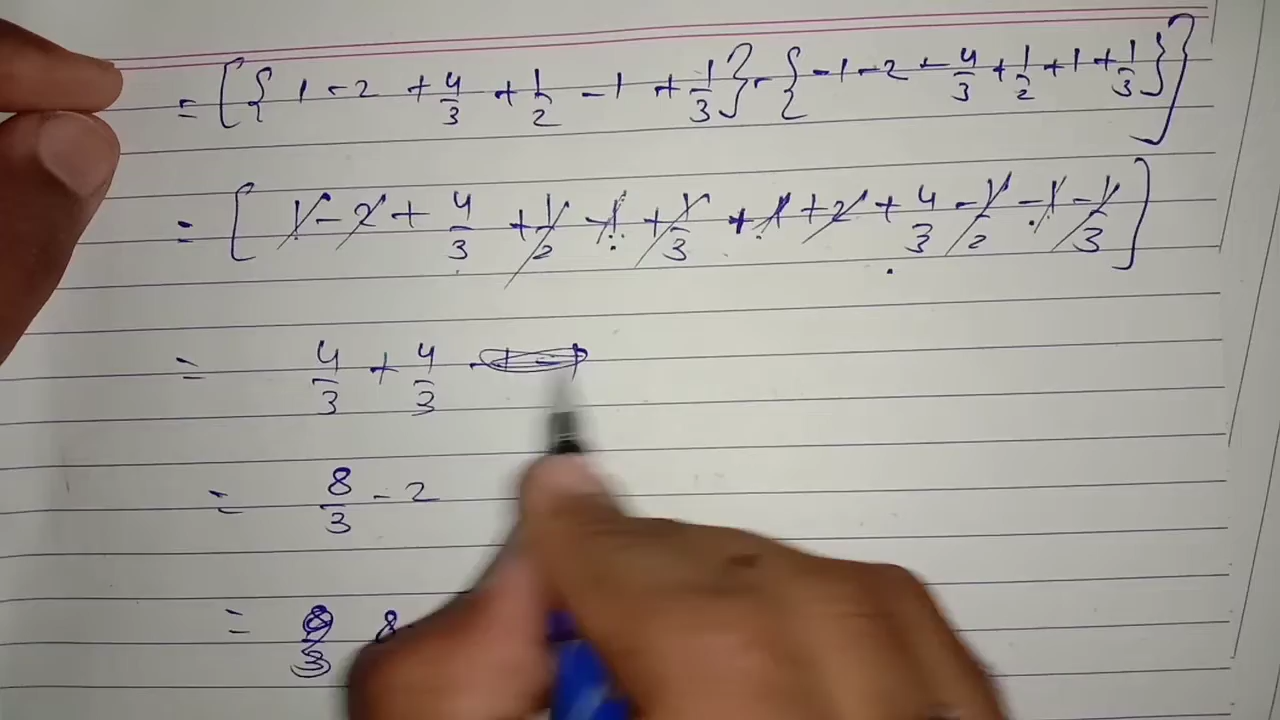 = [{ 1 - 2 + 4/3 + 1/2 - 1 + 1/3 } - { -1 - 2 - 4/3 + 1/2 + 1 + 1/3 }]
= [ 1 - 2 + 4/3 + 1/2 - 1 + 1/3 + 1 + 2 + 4/3 - 1/2 - 1 - 1/3 ]
= 4/3 + 4/3
= 8/3 - 2
= 8